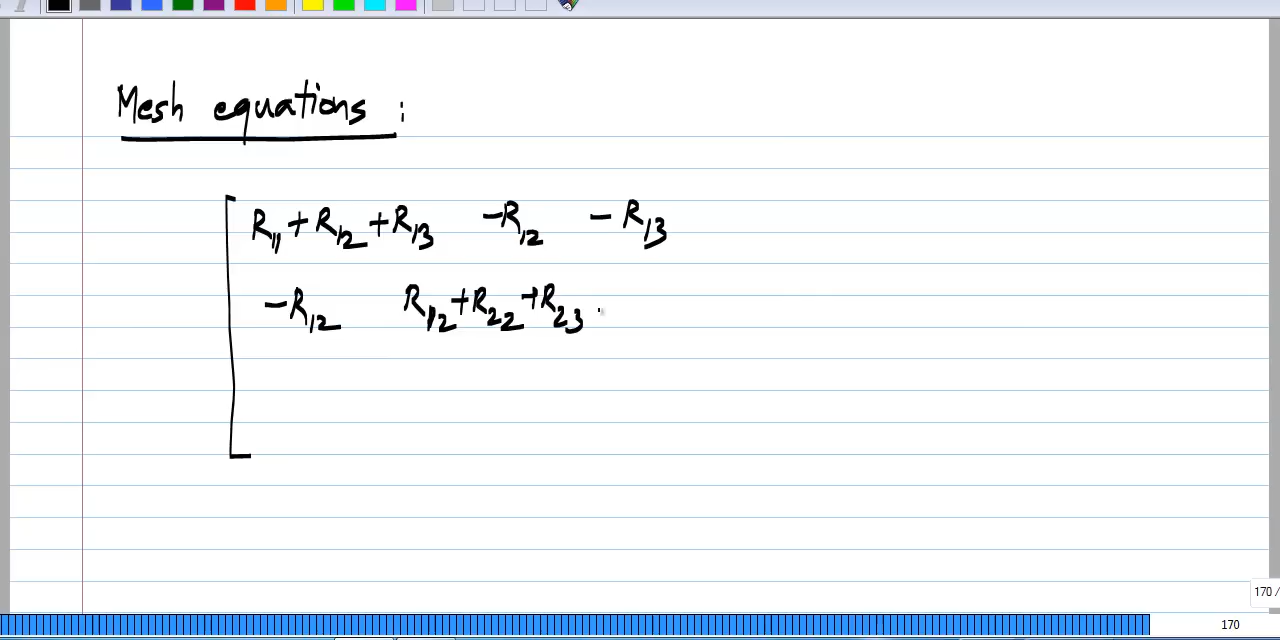 Mesh equations :
R₁₁ + R₁₂ + R₁₃ -R₁₂ - R₁₃
-R₁₂ R₁₂ + R₂₂ + R₂₃
170 /
170